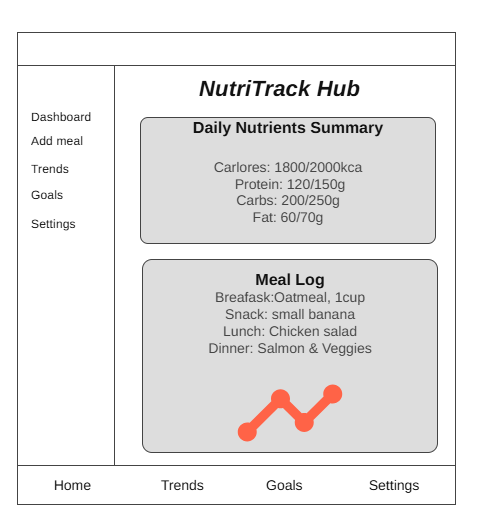 NutriTrack Hub
Dashboard
Add meal
Trends
Goals
Settings
Daily Nutrients Summary
Carlores: 1800/2000kca
Protein: 120/150g
Carbs: 200/250g
Fat: 60/70g
Meal Log
Breafask:Oatmeal, 1cup
Snack: small banana
Lunch: Chicken salad
Dinner: Salmon & Veggies
Home
Trends
Goals
Settings